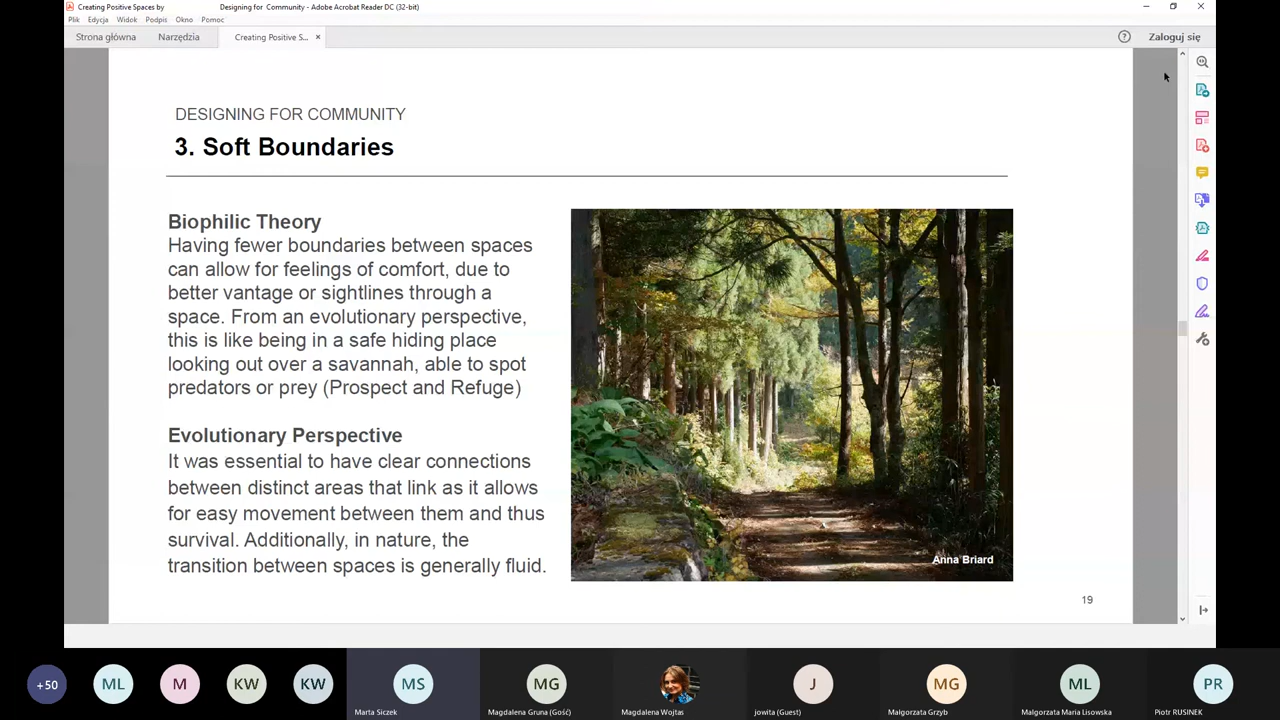 Creating Positive Spaces by Designing for Community - Adobe Acrobat Reader DC (32-bit)
Plik Edycja Widok Podpis Okno Pomoc
Strona główna Narzędzia Creating Positive S... × Zaloguj się
DESIGNING FOR COMMUNITY
3. Soft Boundaries
Biophilic Theory
Having fewer boundaries between spaces
can allow for feelings of comfort, due to
better vantage or sightlines through a
space. From an evolutionary perspective,
this is like being in a safe hiding place
looking out over a savannah, able to spot
predators or prey (Prospect and Refuge)
Evolutionary Perspective
It was essential to have clear connections
between distinct areas that link as it allows
for easy movement between them and thus
survival. Additionally, in nature, the
transition between spaces is generally fluid.
Anna Briard
19
+50 ML M KW KW MS MG J MG ML PR
Marta Siczek Magdalena Gruna (Gość) Magdalena Wojtas jowita (Guest) Małgorzata Grzyb Małgorzata Maria Lisowska Piotr RUSINEK